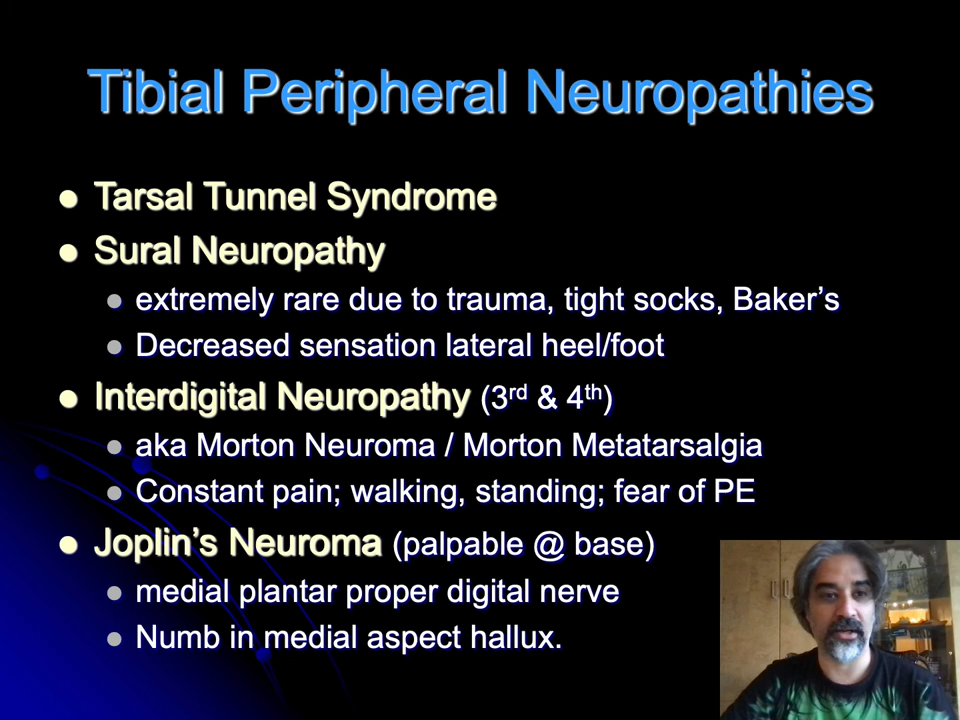 Tibial Peripheral Neuropathies
Tarsal Tunnel Syndrome
Sural Neuropathy
extremely rare due to trauma, tight socks, Baker’s
Decreased sensation lateral heel/foot
Interdigital Neuropathy (3rd & 4th)
aka Morton Neuroma / Morton Metatarsalgia
Constant pain; walking, standing; fear of PE
Joplin’s Neuroma (palpable @ base)
medial plantar proper digital nerve
Numb in medial aspect hallux.